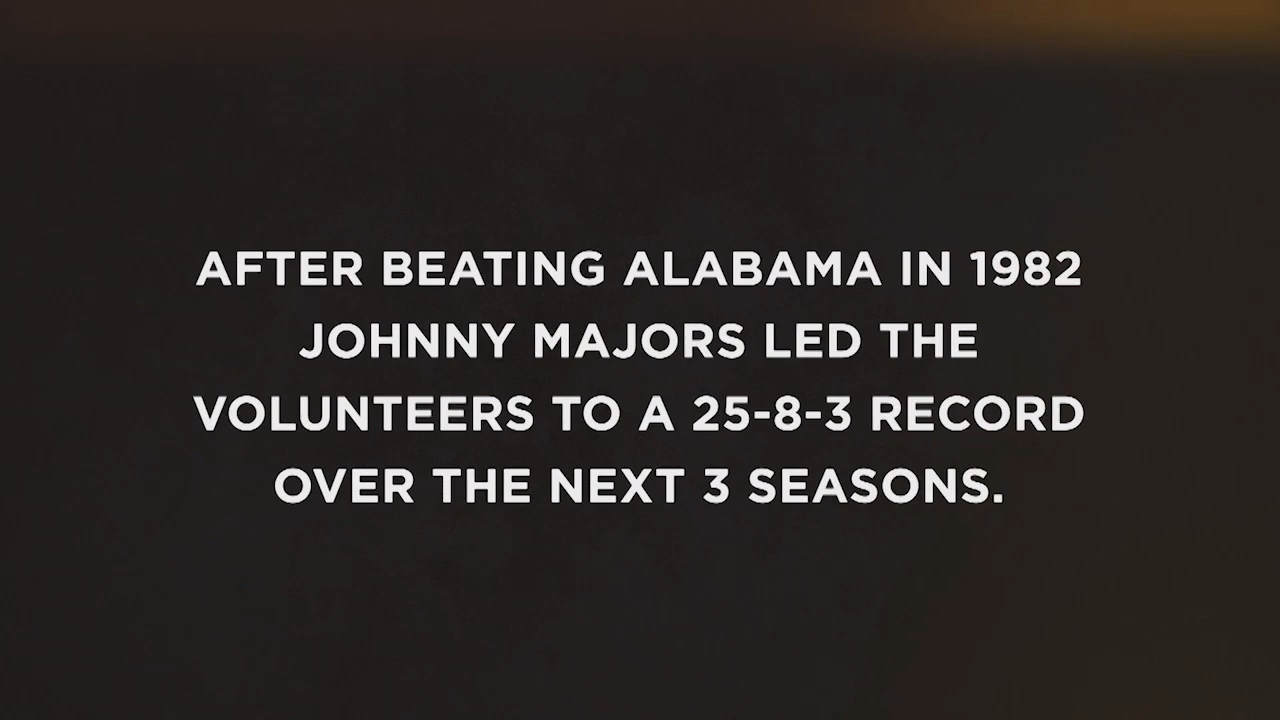 AFTER BEATING ALABAMA IN 1982
JOHNNY MAJORS LED THE
VOLUNTEERS TO A 25-8-3 RECORD
OVER THE NEXT 3 SEASONS.